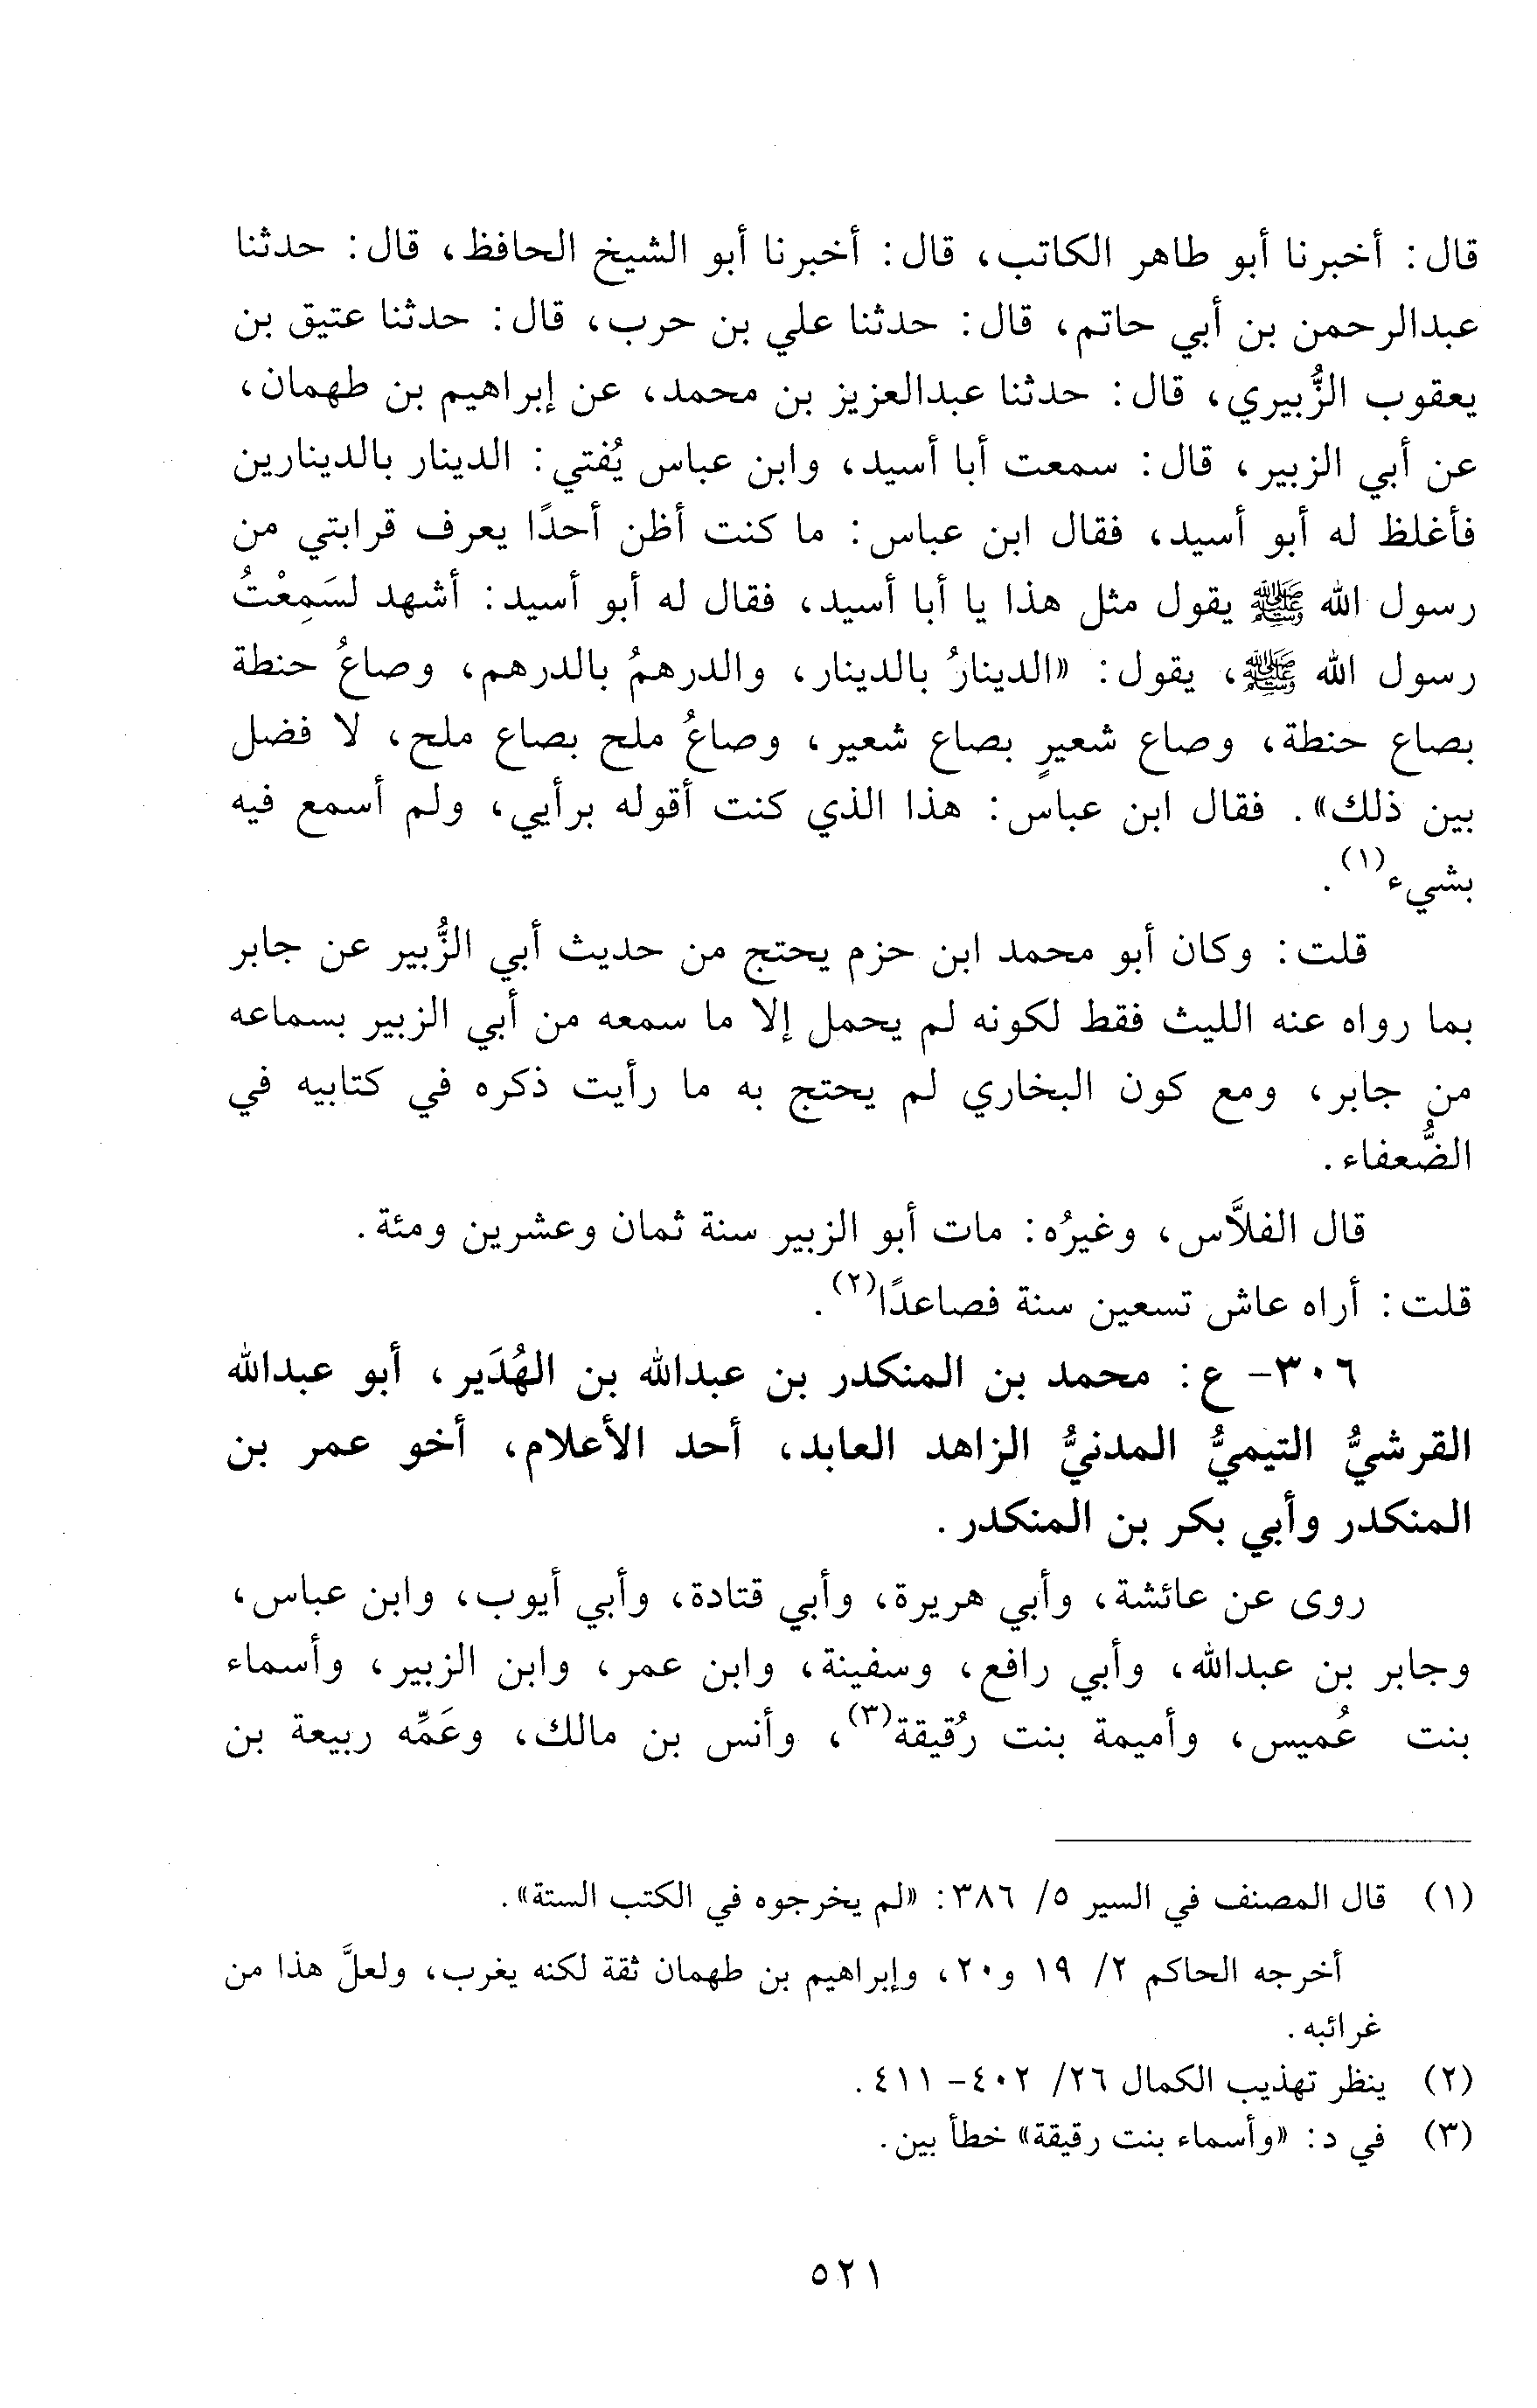 قال: أخبرنا أبو طاهر الكاتب، قال: أخبرنا أبو الشيخ الحافظ، قال: حدثنا
عبدالرحمن بن أبي حاتم، قال: حدثنا علي بن حرب، قال: حدثنا عتيق بن
يعقوب الزُّبيري، قال: حدثنا عبدالعزيز بن محمد، عن إبراهيم بن طهمان،
عن أبي الزبير، قال: سمعت أبا أسيد، وابن عباس يُفتي: الدينار بالدينارين
فأغلظ له أبو أسيد، فقال ابن عباس: ما كنت أظن أحدًا يعرف قرابتي من
رسول الله ﷺ يقول مثل هذا يا أبا أسيد، فقال له أبو أسيد: أشهد لسَمِعْتُ
رسول الله ﷺ، يقول: «الدينارُ بالدينار، والدرهمُ بالدرهم، وصاعُ حنطة
بصاع حنطة، وصاع شعيرٍ بصاع شعير، وصاعُ ملح بصاع ملح، لا فضل
بين ذلك». فقال ابن عباس: هذا الذي كنت أقوله برأيي، ولم أسمع فيه
بشيء(١).
قلت: وكان أبو محمد ابن حزم يحتج من حديث أبي الزُّبير عن جابر
بما رواه عنه الليث فقط لكونه لم يحمل إلا ما سمعه من أبي الزبير بسماعه
من جابر، ومع كون البخاري لم يحتج به ما رأيت ذكره في كتابيه في
الضُّعفاء.
قال الفلاَّس، وغيرُه: مات أبو الزبير سنة ثمان وعشرين ومئة.
قلت: أراه عاش تسعين سنة فصاعدًا(٢).
٣٠٦- ع: محمد بن المنكدر بن عبدالله بن الهُدَير، أبو عبدالله
القرشيُّ التيميُّ المدنيُّ الزاهد العابد، أحد الأعلام، أخو عمر بن
المنكدر وأبي بكر بن المنكدر.
روى عن عائشة، وأبي هريرة، وأبي قتادة، وأبي أيوب، وابن عباس،
وجابر بن عبدالله، وأبي رافع، وسفينة، وابن عمر، وابن الزبير، وأسماء
بنت عُميس، وأميمة بنت رُقيقة(٣)، وأنس بن مالك، وعَمِّه ربيعة بن
(١) قال المصنف في السير ٥/ ٣٨٦: «لم يخرجوه في الكتب الستة».
أخرجه الحاكم ٢/ ١٩ و٢٠، وإبراهيم بن طهمان ثقة لكنه يغرب، ولعلَّ هذا من
غرائبه.
(٢) ينظر تهذيب الكمال ٢٦/ ٤٠٢- ٤١١.
(٣) في د: «وأسماء بنت رقيقة» خطأ بين.
٥٢١